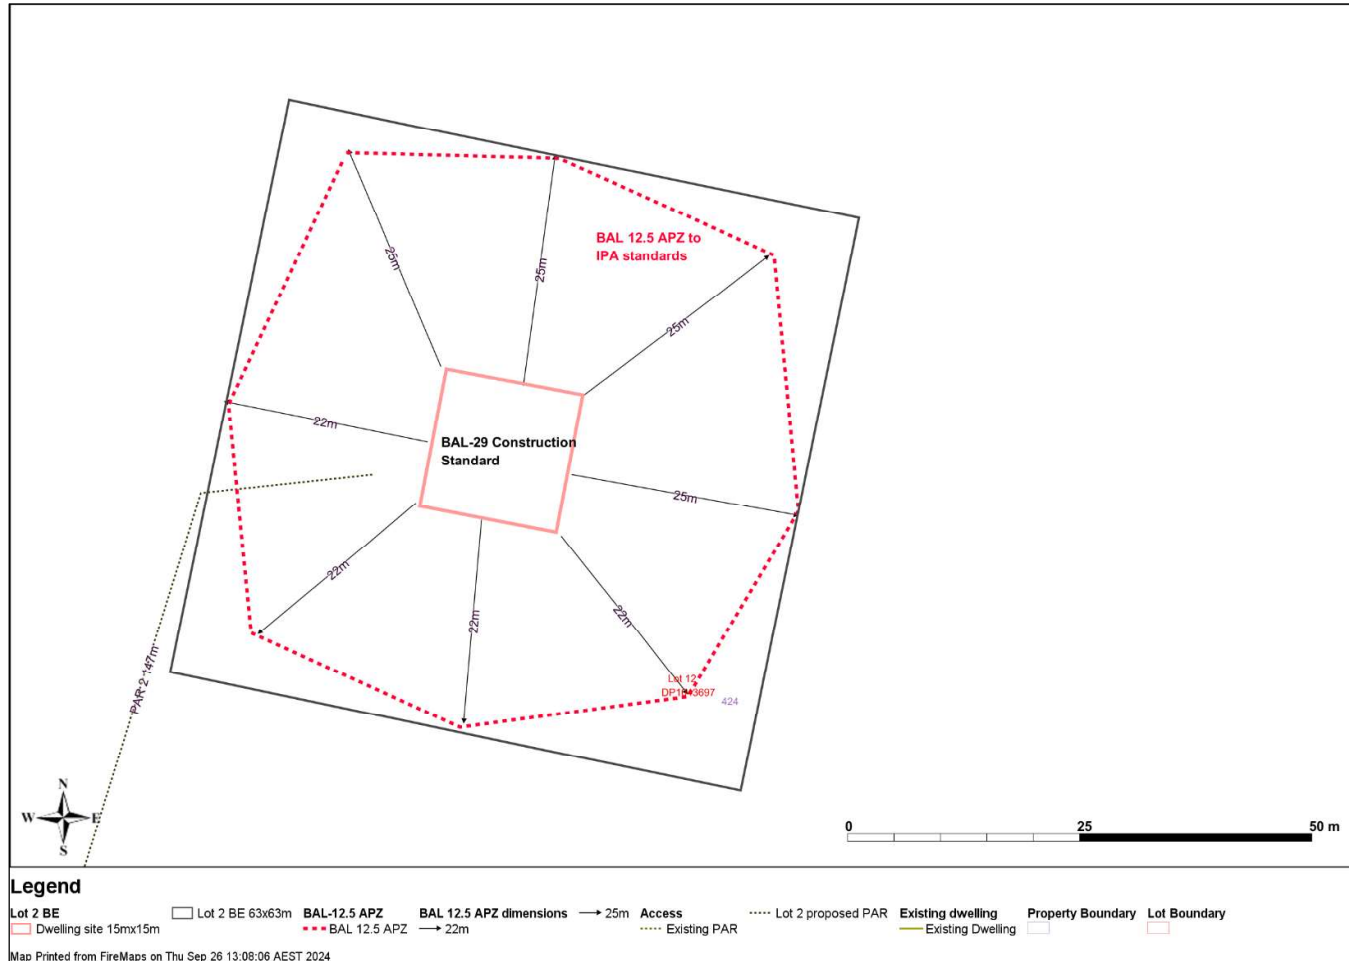 BAL 12.5 APZ to
IPA standards
25m
25m
25m
22m
BAL-29 Construction
Standard
25m
22m
22m
22m
Lot 12
424
PAR 2 147m
N
W E
S
0 25 50 m
Legend
Lot 2 BE
Dwelling site 15mx15m
Lot 2 BE 63x63m
BAL-12.5 APZ
BAL 12.5 APZ
BAL 12.5 APZ dimensions
22m
25m
Access
Existing PAR
Lot 2 proposed PAR
Existing dwelling
Existing Dwelling
Property Boundary
Lot Boundary
Map Printed from FireMaps on Thu Sep 26 13:08:06 AEST 2024